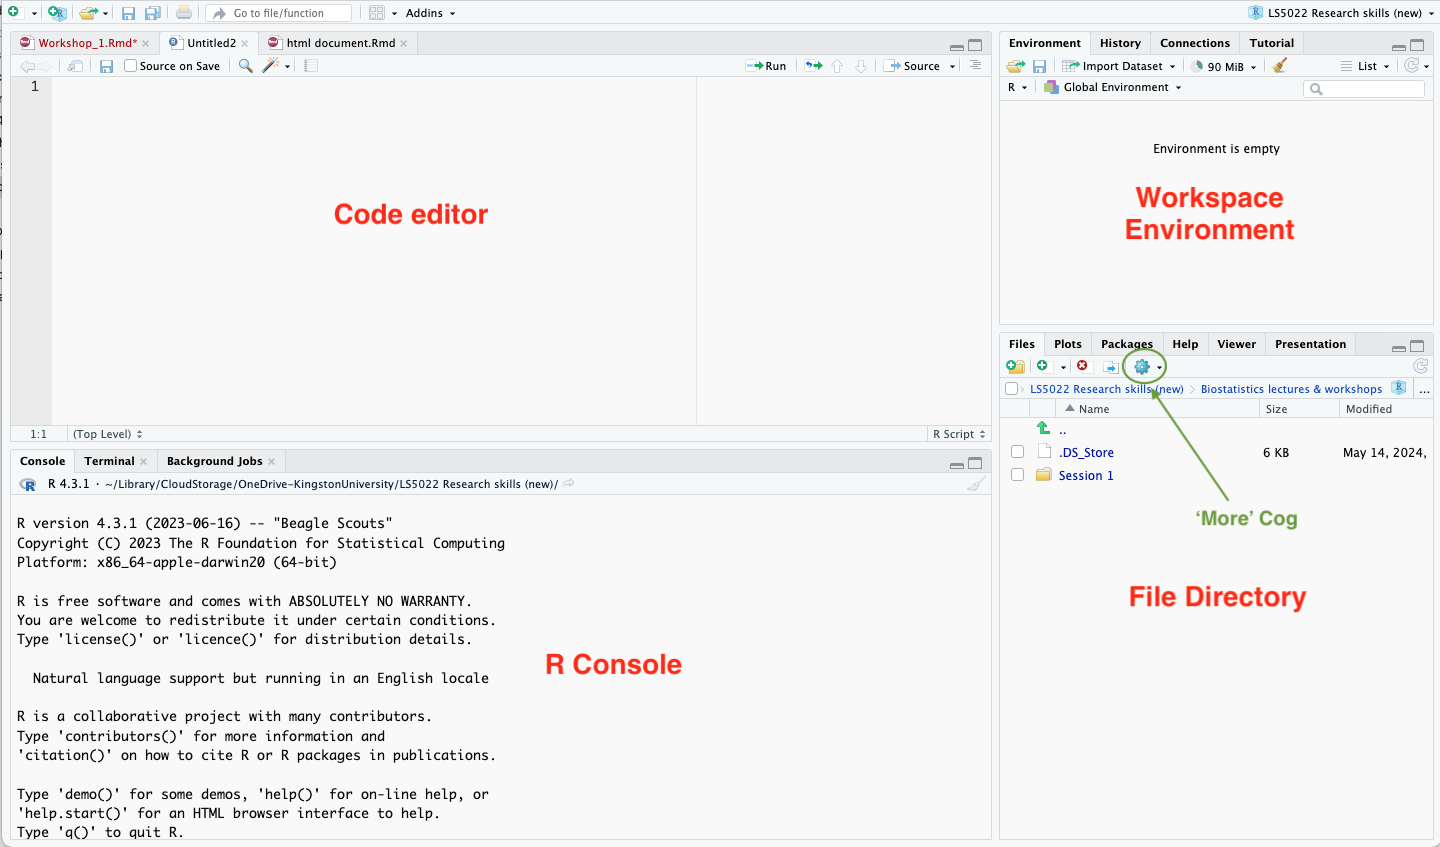 Go to file/function
Addins
LS5022 Research skills (new)
Workshop_1.Rmd*
Untitled2
html document.Rmd
Source on Save
Run
Source
1
Code editor
1:1
(Top Level)
R Script
Console
Terminal
Background Jobs
R 4.3.1 · ~/Library/CloudStorage/OneDrive-KingstonUniversity/LS5022 Research skills (new)/
R version 4.3.1 (2023-06-16) -- "Beagle Scouts"
Copyright (C) 2023 The R Foundation for Statistical Computing
Platform: x86_64-apple-darwin20 (64-bit)
R is free software and comes with ABSOLUTELY NO WARRANTY.
You are welcome to redistribute it under certain conditions.
Type 'license()' or 'licence()' for distribution details.
Natural language support but running in an English locale
R is a collaborative project with many contributors.
Type 'contributors()' for more information and
'citation()' on how to cite R or R packages in publications.
Type 'demo()' for some demos, 'help()' for on-line help, or
'help.start()' for an HTML browser interface to help.
Type 'q()' to quit R.
R Console
Environment
History
Connections
Tutorial
Import Dataset
90 MiB
List
R
Global Environment
Environment is empty
Workspace
Environment
Files
Plots
Packages
Help
Viewer
Presentation
LS5022 Research skills (new)
Biostatistics lectures & workshops
...
Name
Size
Modified
..
.DS_Store
6 KB
May 14, 2024,
Session 1
‘More’ Cog
File Directory